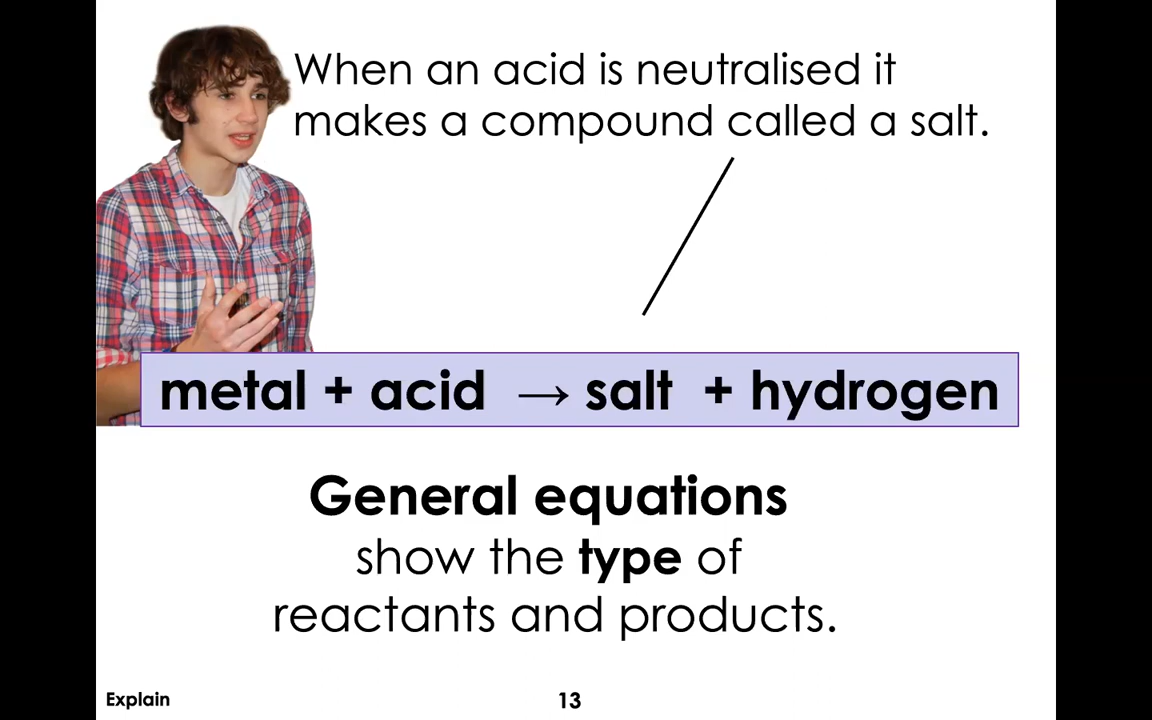 When an acid is neutralised it
makes a compound called a salt.
metal + acid → salt + hydrogen
General equations
show the type of
reactants and products.
Explain
13